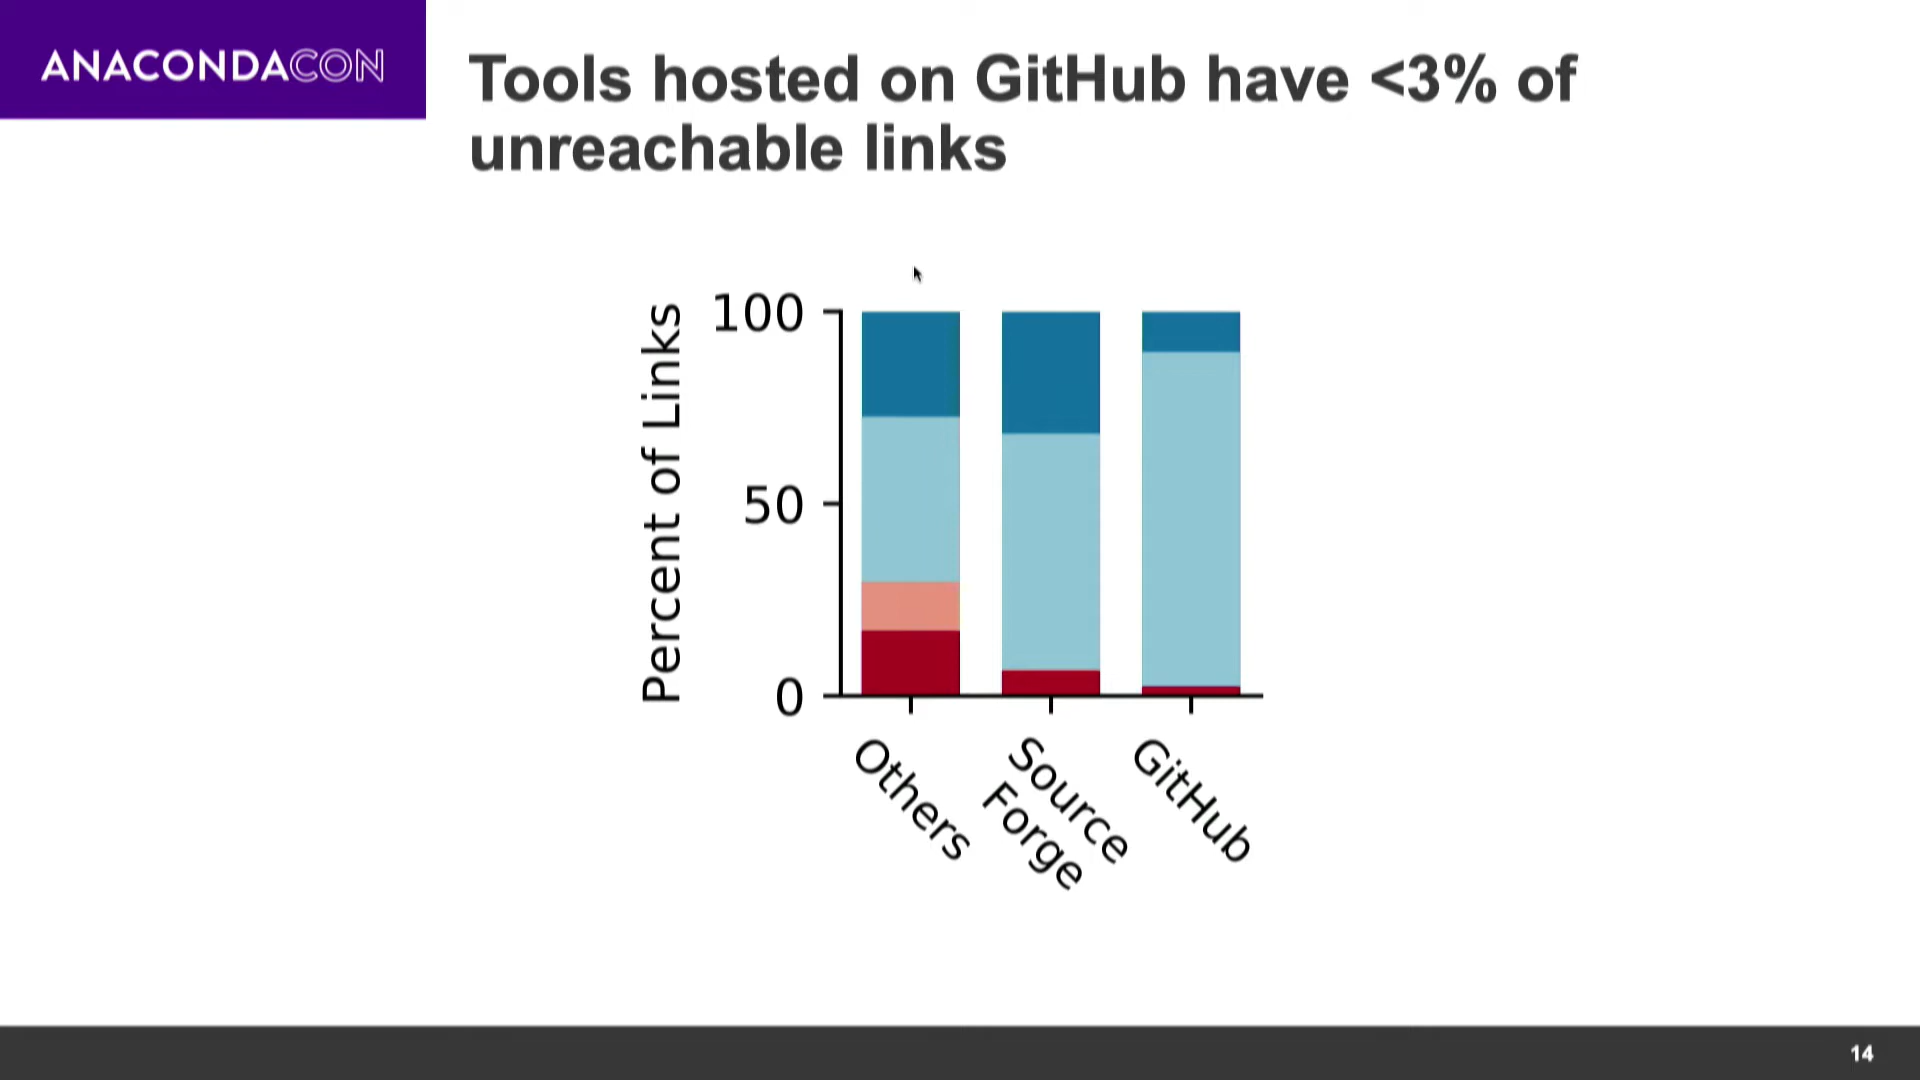 ANACONDACON
Tools hosted on GitHub have <3% of
unreachable links
Percent of Links
100
50
0
Others
Source
Forge
GitHub
14